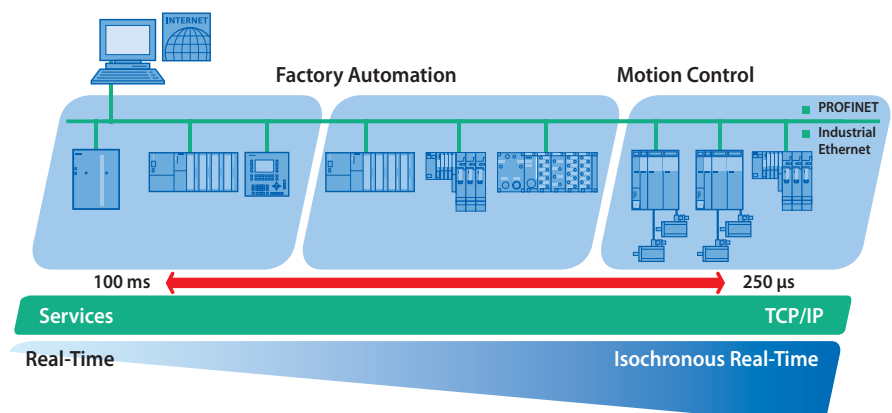 INTERNET
Factory Automation
Motion Control
PROFINET
Industrial
Ethernet
100 ms
250 µs
Services
TCP/IP
Real-Time
Isochronous Real-Time